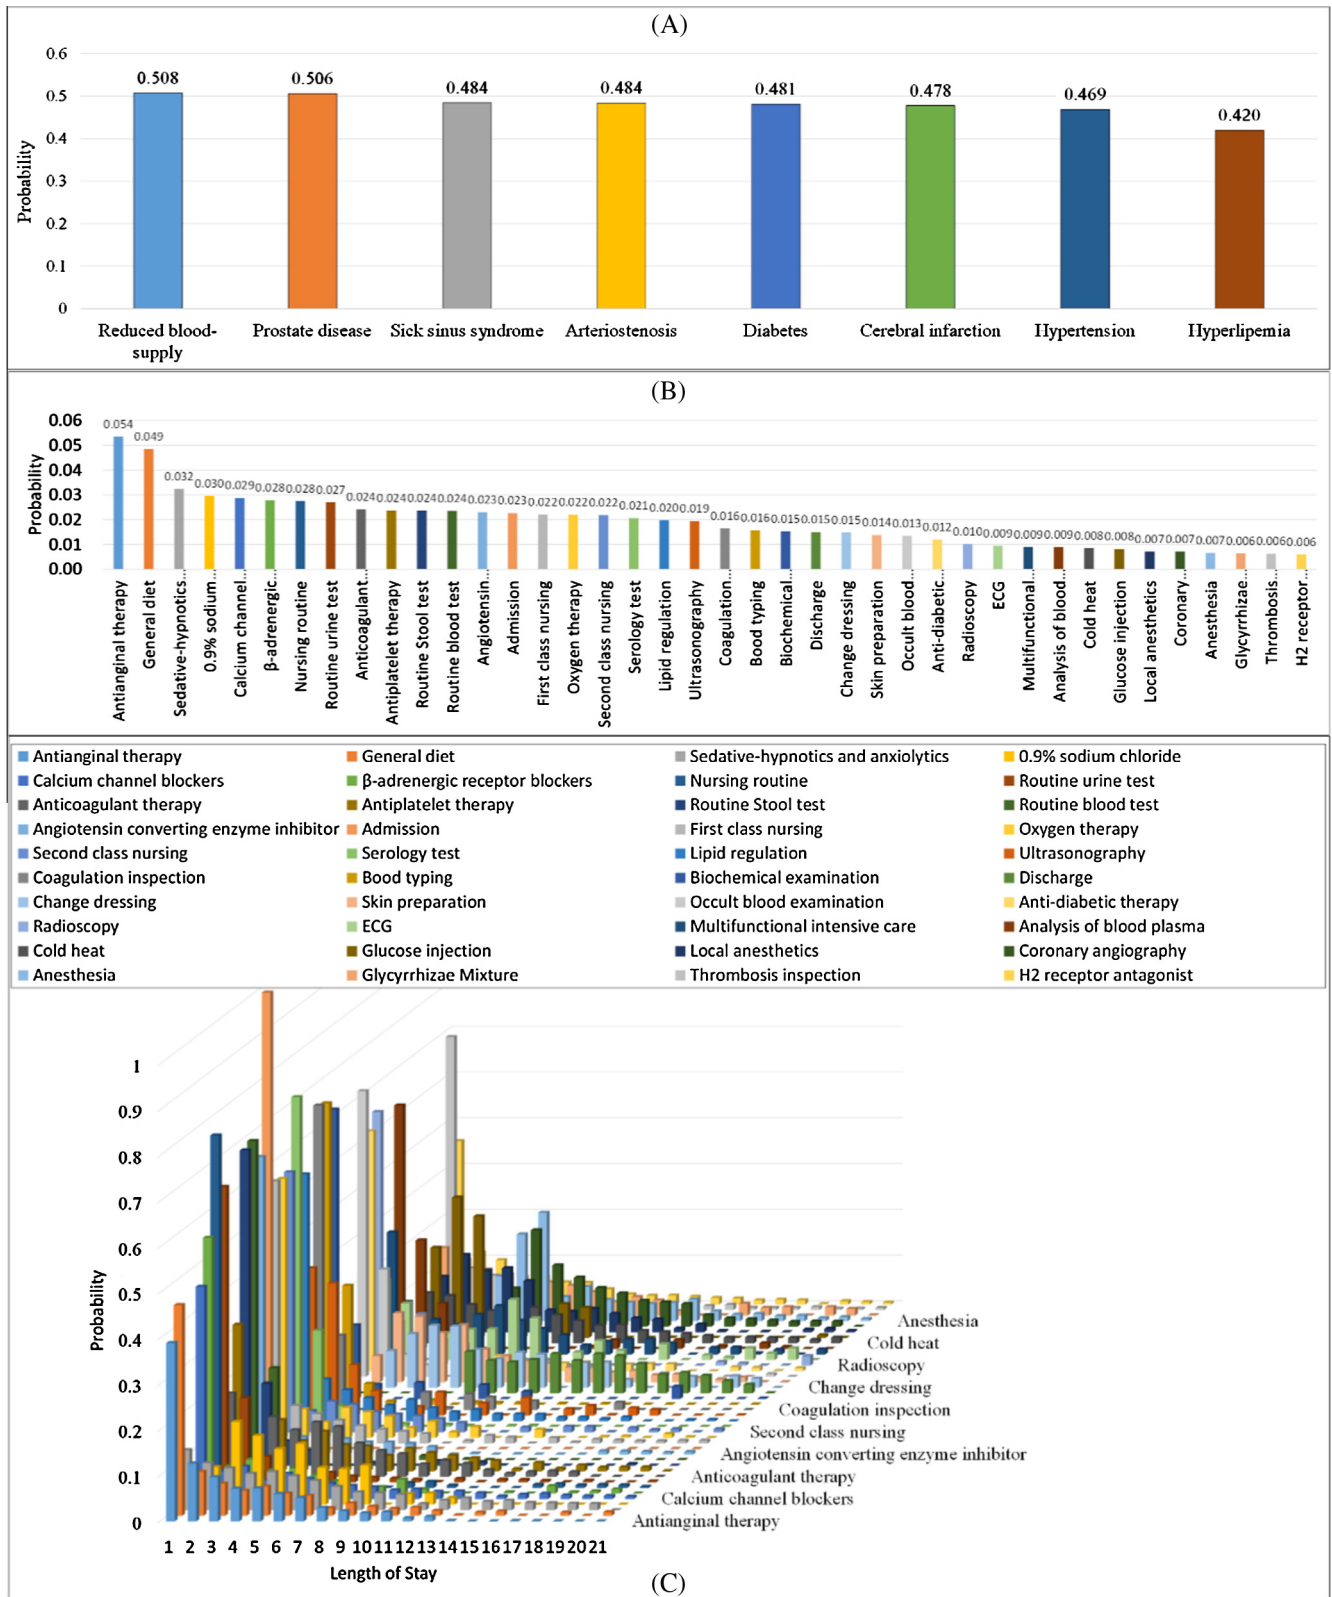 (A)
0.6
0.5
0.4
0.3
0.2
0.1
0
Probability
0.508
0.506
0.484
0.484
0.481
0.478
0.469
0.420
Reduced blood-
supply
Prostate disease
Sick sinus syndrome
Arteriostenosis
Diabetes
Cerebral infarction
Hypertension
Hyperlipemia
(B)
0.06
0.05
0.04
0.03
0.02
0.01
0.00
Probability
0.054
0.049
0.032
0.030
0.029
0.028
0.028
0.027
0.024
0.024
0.024
0.024
0.023
0.023
0.022
0.022
0.022
0.021
0.020
0.019
0.016
0.016
0.015
0.015
0.015
0.014
0.013
0.012
0.010
0.009
0.009
0.009
0.008
0.008
0.007
0.007
0.007
0.006
0.006
0.006
Antianginal therapy
General diet
Sedative-hypnotics...
0.9% sodium...
Calcium channel...
β-adrenergic...
Nursing routine
Routine urine test
Anticoagulant...
Antiplatelet therapy
Routine Stool test
Routine blood test
Angiotensin...
Admission
First class nursing
Oxygen therapy
Second class nursing
Serology test
Lipid regulation
Ultrasonography
Coagulation...
Bood typing
Biochemical...
Discharge
Change dressing
Skin preparation
Occult blood...
Anti-diabetic...
Radioscopy
ECG
Multifunctional...
Analysis of blood...
Cold heat
Glucose injection
Local anesthetics
Coronary...
Anesthesia
Glycyrrhizae...
Thrombosis...
H2 receptor...
Antianginal therapy General diet Sedative-hypnotics and anxiolytics 0.9% sodium chloride
Calcium channel blockers β-adrenergic receptor blockers Nursing routine Routine urine test
Anticoagulant therapy Antiplatelet therapy Routine Stool test Routine blood test
Angiotensin converting enzyme inhibitor Admission First class nursing Oxygen therapy
Second class nursing Serology test Lipid regulation Ultrasonography
Coagulation inspection Bood typing Biochemical examination Discharge
Change dressing Skin preparation Occult blood examination Anti-diabetic therapy
Radioscopy ECG Multifunctional intensive care Analysis of blood plasma
Cold heat Glucose injection Local anesthetics Coronary angiography
Anesthesia Glycyrrhizae Mixture Thrombosis inspection H2 receptor antagonist
1
0.9
0.8
0.7
0.6
0.5
0.4
0.3
0.2
0.1
0
Probability
Anesthesia
Cold heat
Radioscopy
Change dressing
Coagulation inspection
Second class nursing
Angiotensin converting enzyme inhibitor
Anticoagulant therapy
Calcium channel blockers
Antianginal therapy
1 2 3 4 5 6 7 8 9 10 11 12 13 14 15 16 17 18 19 20 21
Length of Stay
(C)